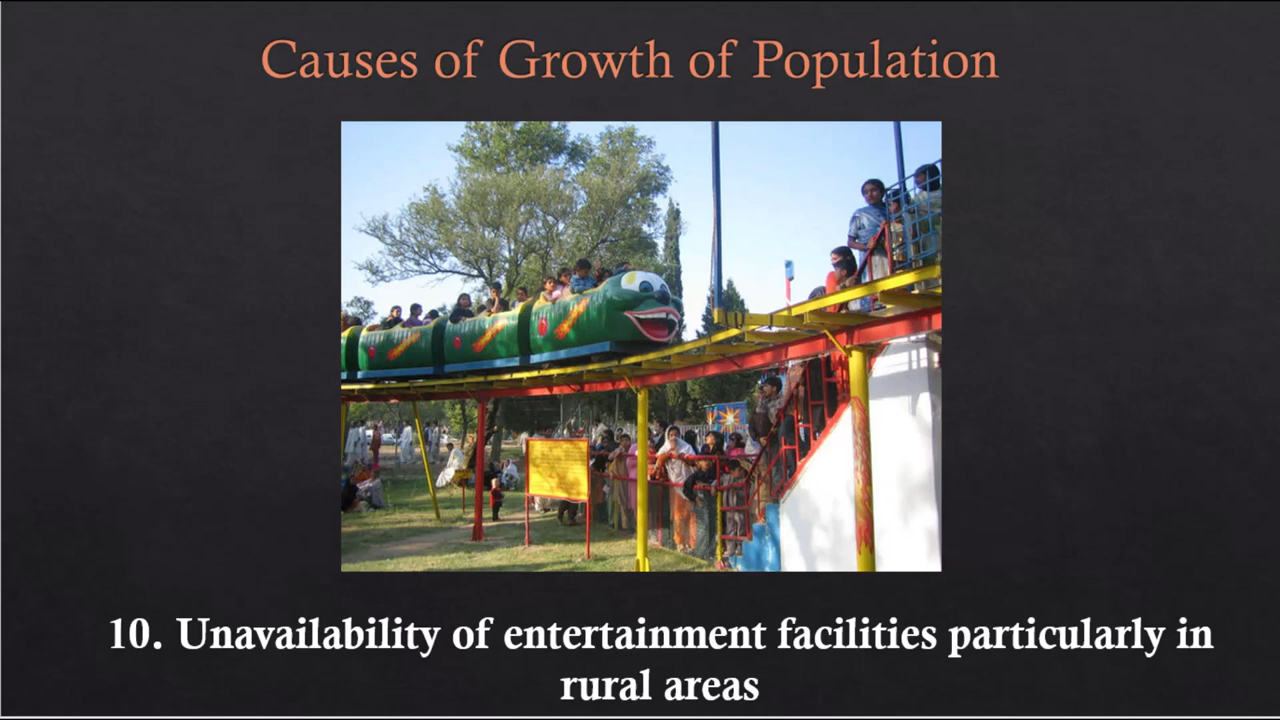 Causes of Growth of Population
10. Unavailability of entertainment facilities particularly in
rural areas